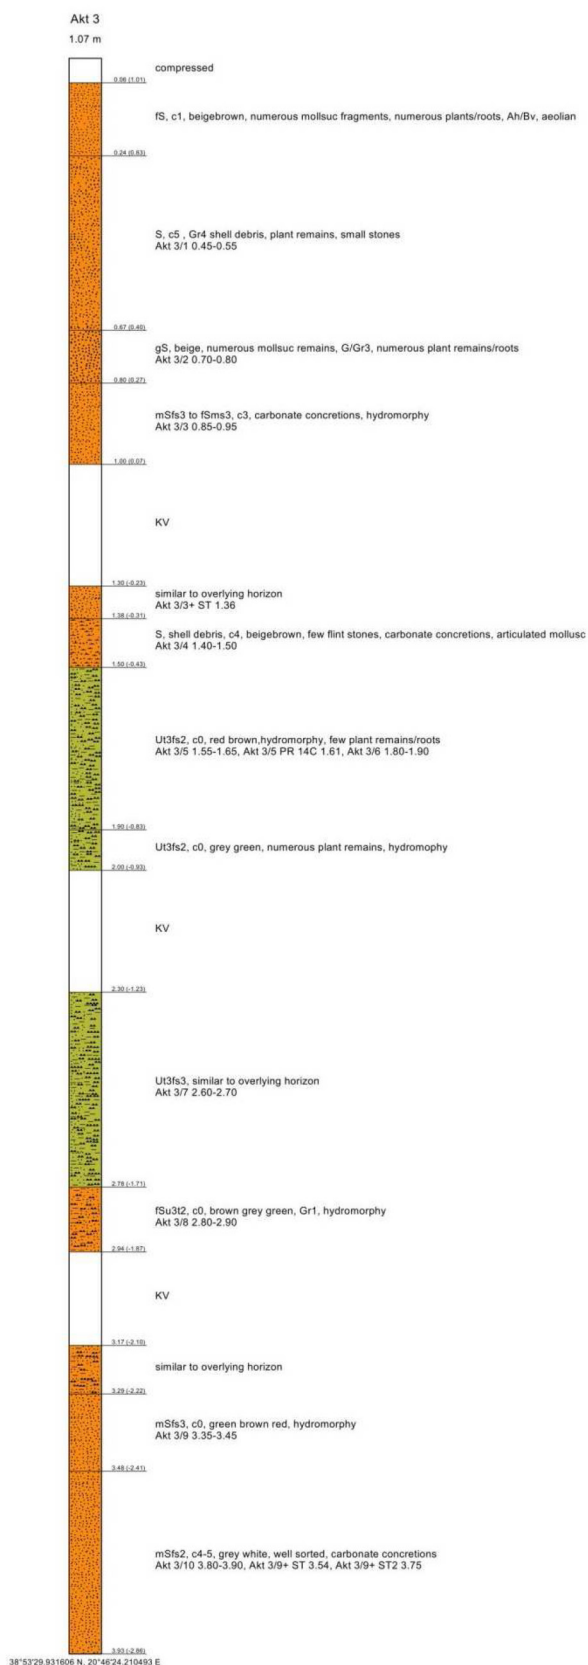 Akt 3
1.07 m
compressed
0.06 (1.01)
fS, c1, beigebrown, numerous mollsuc fragments, numerous plants/roots, Ah/Bv, aeolian
0.24 (0.83)
S, c5 , Gr4 shell debris, plant remains, small stones
Akt 3/1 0.45-0.55
0.67 (0.40)
gS, beige, numerous mollsuc remains, G/Gr3, numerous plant remains/roots
Akt 3/2 0.70-0.80
0.80 (0.27)
mSfs3 to fSms3, c3, carbonate concretions, hydromorphy
Akt 3/3 0.85-0.95
1.00 (0.07)
KV
1.30 (-0.23)
similar to overlying horizon
Akt 3/3+ ST 1.36
1.38 (-0.31)
S, shell debris, c4, beigebrown, few flint stones, carbonate concretions, articulated mollusc
Akt 3/4 1.40-1.50
1.50 (-0.43)
Ut3fs2, c0, red brown,hydromorphy, few plant remains/roots
Akt 3/5 1.55-1.65, Akt 3/5 PR 14C 1.61, Akt 3/6 1.80-1.90
1.90 (-0.83)
Ut3fs2, c0, grey green, numerous plant remains, hydromophy
2.00 (-0.93)
KV
2.30 (-1.23)
Ut3fs3, similar to overlying horizon
Akt 3/7 2.60-2.70
2.78 (-1.71)
fSu3t2, c0, brown grey green, Gr1, hydromorphy
Akt 3/8 2.80-2.90
2.94 (-1.87)
KV
3.17 (-2.10)
similar to overlying horizon
3.29 (-2.22)
mSfs3, c0, green brown red, hydromorphy
Akt 3/9 3.35-3.45
3.48 (-2.41)
mSfs2, c4-5, grey white, well sorted, carbonate concretions
Akt 3/10 3.80-3.90, Akt 3/9+ ST 3.54, Akt 3/9+ ST2 3.75
3.93 (-2.86)
38°53'29.931606 N, 20°46'24.210493 E